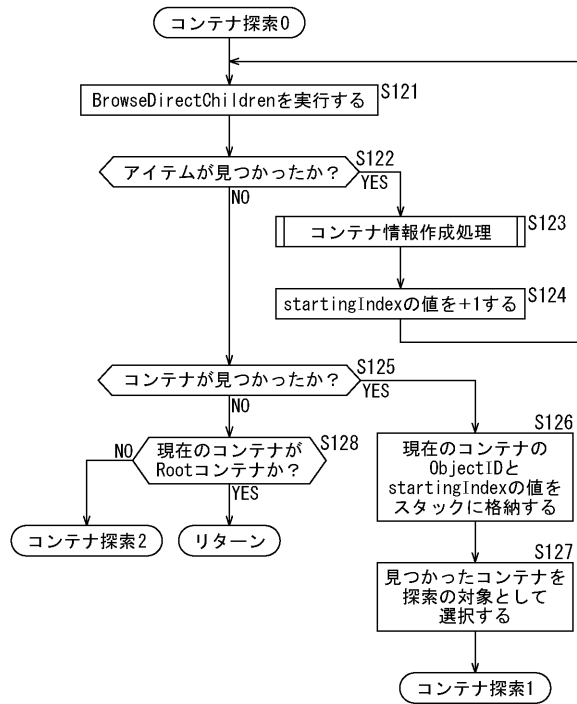 コンテナ探索0
BrowseDirectChildrenを実行する
S121
アイテムが見つかったか？
S122
YES
NO
コンテナ情報作成処理
S123
startingIndexの値を+1する
S124
コンテナが見つかったか？
S125
YES
NO
現在のコンテナが
Rootコンテナか？
S128
NO
YES
コンテナ探索2
リターン
S126
現在のコンテナの
ObjectIDと
startingIndexの値を
スタックに格納する
S127
見つかったコンテナを
探索の対象として
選択する
コンテナ探索1